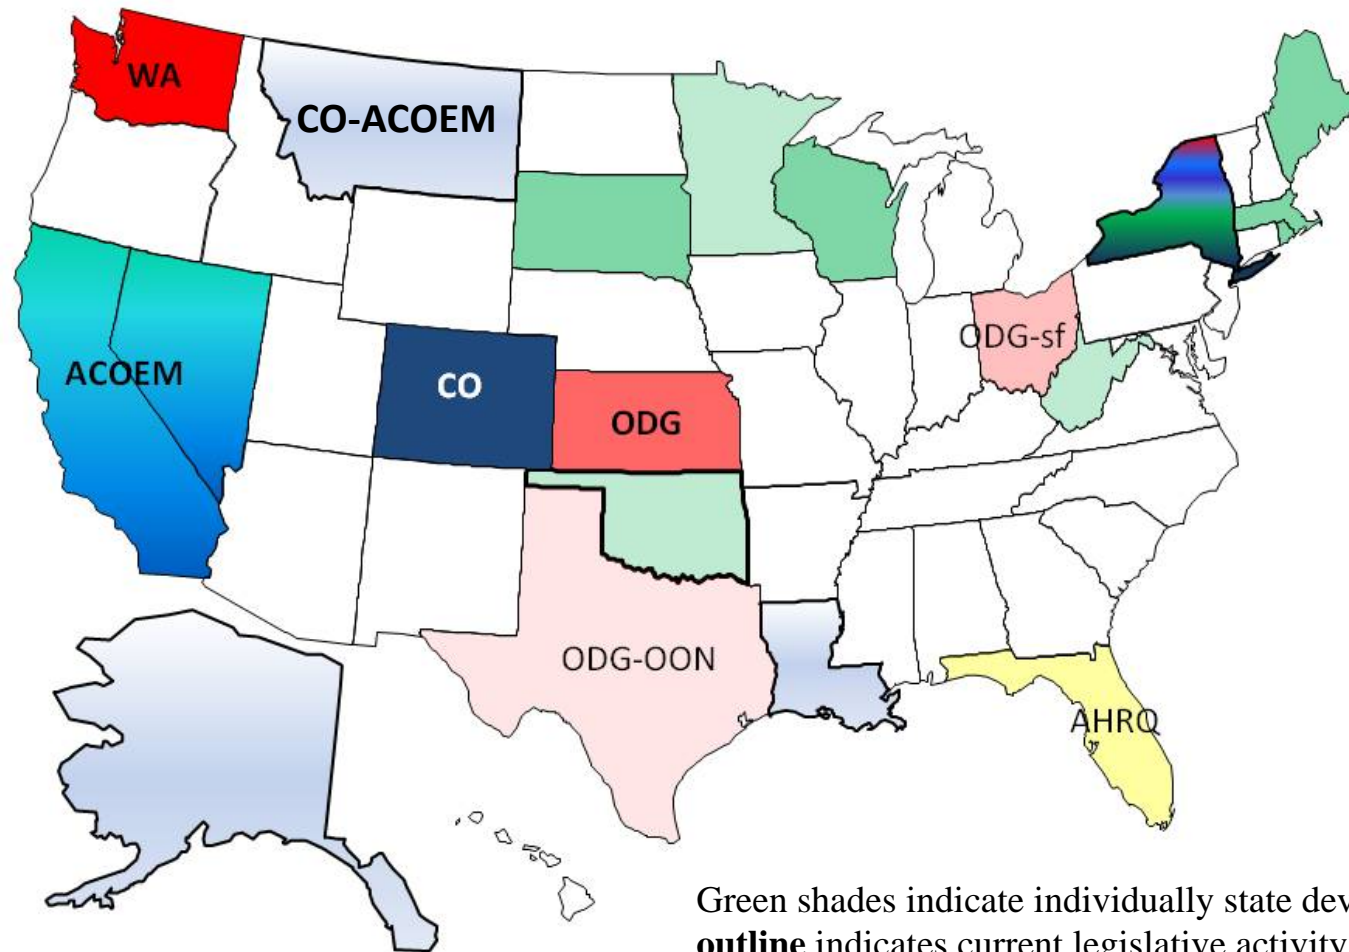 WA
CO-ACOEM
ODG-sf
ACOEM
CO
ODG
ODG-OON
AHRQ
Green shades indicate individually state dev
outline indicates current legislative activity